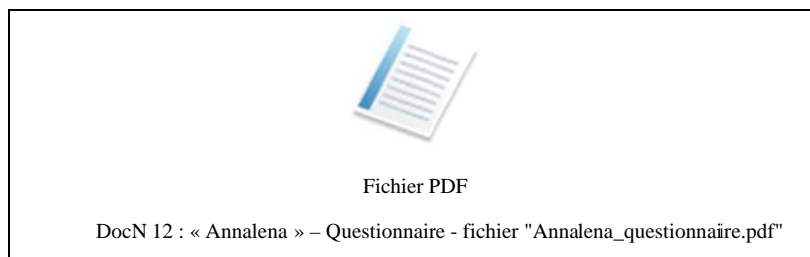 Fichier PDF
DocN 12 : « Annalena » – Questionnaire - fichier "Annalena_questionnaire.pdf"